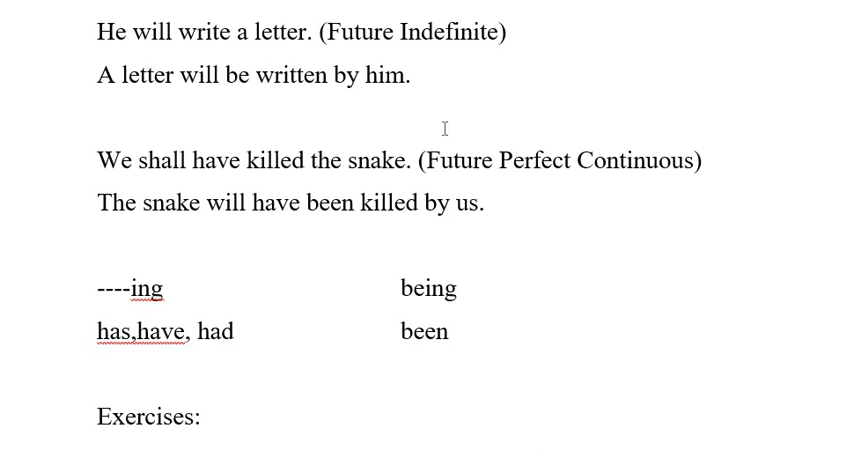 He will write a letter. (Future Indefinite)
A letter will be written by him.
We shall have killed the snake. (Future Perfect Continuous)
The snake will have been killed by us.
----ing being
has,have, had been
Exercises: